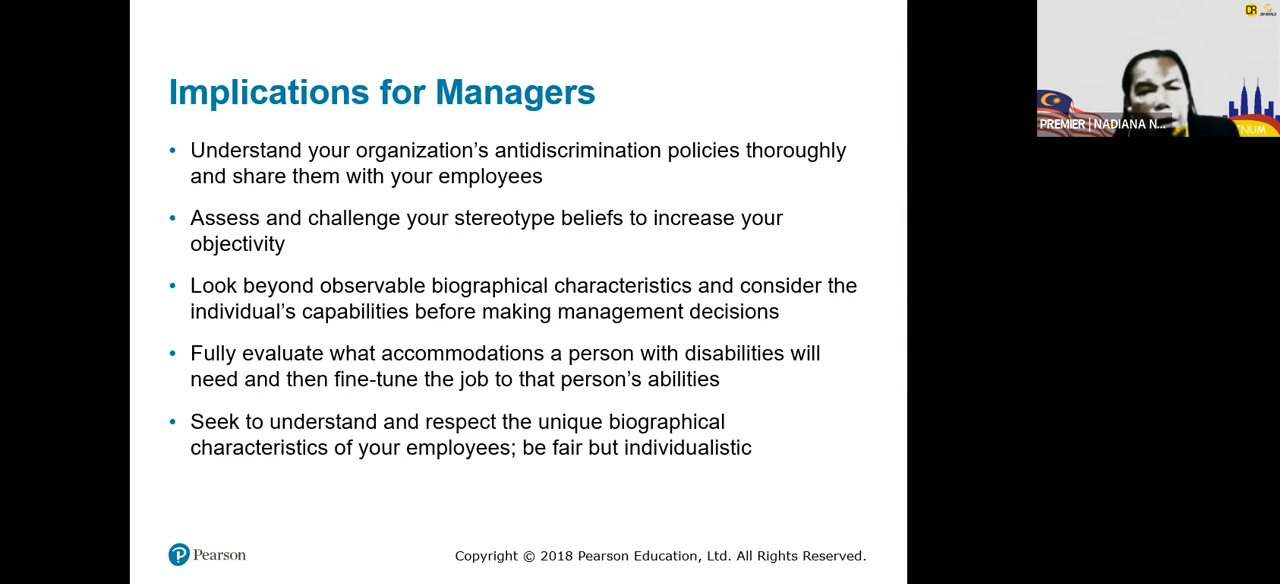 Implications for Managers
• Understand your organization’s antidiscrimination policies thoroughly
and share them with your employees
• Assess and challenge your stereotype beliefs to increase your
objectivity
• Look beyond observable biographical characteristics and consider the
individual’s capabilities before making management decisions
• Fully evaluate what accommodations a person with disabilities will
need and then fine-tune the job to that person’s abilities
• Seek to understand and respect the unique biographical
characteristics of your employees; be fair but individualistic
Pearson
Copyright © 2018 Pearson Education, Ltd. All Rights Reserved.
PREMIER | NADIANA N...